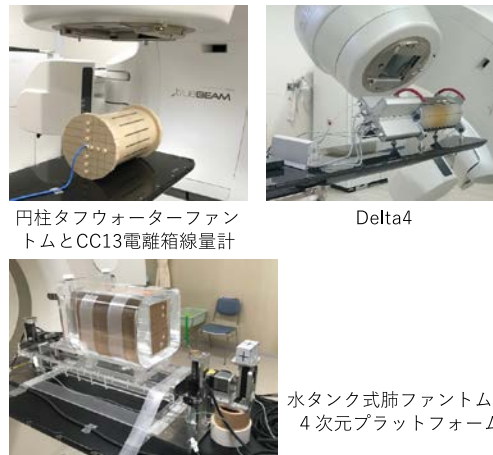 TRUEBEAM
円柱タフウォーターファン
トムとCC13電離箱線量計
Delta4
水タンク式肺ファントム
4 次元プラットフォーム